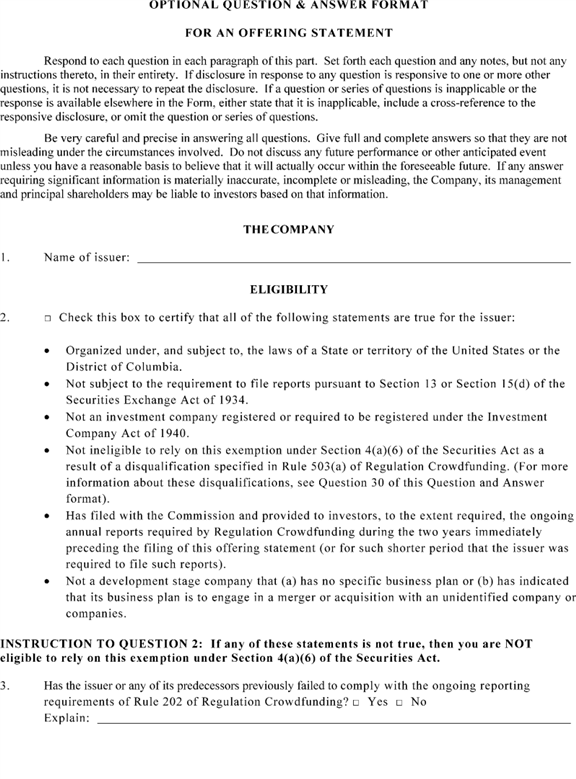 OPTIONAL QUESTION & ANSWER FORMAT
FOR AN OFFERING STATEMENT
Respond to each question in each paragraph of this part. Set forth each question and any notes, but not any
instructions thereto, in their entirety. If disclosure in response to any question is responsive to one or more other
questions, it is not necessary to repeat the disclosure. If a question or series of questions is inapplicable or the
response is available elsewhere in the Form, either state that it is inapplicable, include a cross-reference to the
responsive disclosure, or omit the question or series of questions.
Be very careful and precise in answering all questions. Give full and complete answers so that they are not
misleading under the circumstances involved. Do not discuss any future performance or other anticipated event
unless you have a reasonable basis to believe that it will actually occur within the foreseeable future. If any answer
requiring significant information is materially inaccurate, incomplete or misleading, the Company, its management
and principal shareholders may be liable to investors based on that information.
THE COMPANY
1. Name of issuer:
ELIGIBILITY
2. □ Check this box to certify that all of the following statements are true for the issuer:
• Organized under, and subject to, the laws of a State or territory of the United States or the
District of Columbia.
• Not subject to the requirement to file reports pursuant to Section 13 or Section 15(d) of the
Securities Exchange Act of 1934.
• Not an investment company registered or required to be registered under the Investment
Company Act of 1940.
• Not ineligible to rely on this exemption under Section 4(a)(6) of the Securities Act as a
result of a disqualification specified in Rule 503(a) of Regulation Crowdfunding. (For more
information about these disqualifications, see Question 30 of this Question and Answer
format).
• Has filed with the Commission and provided to investors, to the extent required, the ongoing
annual reports required by Regulation Crowdfunding during the two years immediately
preceding the filing of this offering statement (or for such shorter period that the issuer was
required to file such reports).
• Not a development stage company that (a) has no specific business plan or (b) has indicated
that its business plan is to engage in a merger or acquisition with an unidentified company or
companies.
INSTRUCTION TO QUESTION 2: If any of these statements is not true, then you are NOT
eligible to rely on this exemption under Section 4(a)(6) of the Securities Act.
3. Has the issuer or any of its predecessors previously failed to comply with the ongoing reporting
requirements of Rule 202 of Regulation Crowdfunding? □ Yes □ No
Explain: